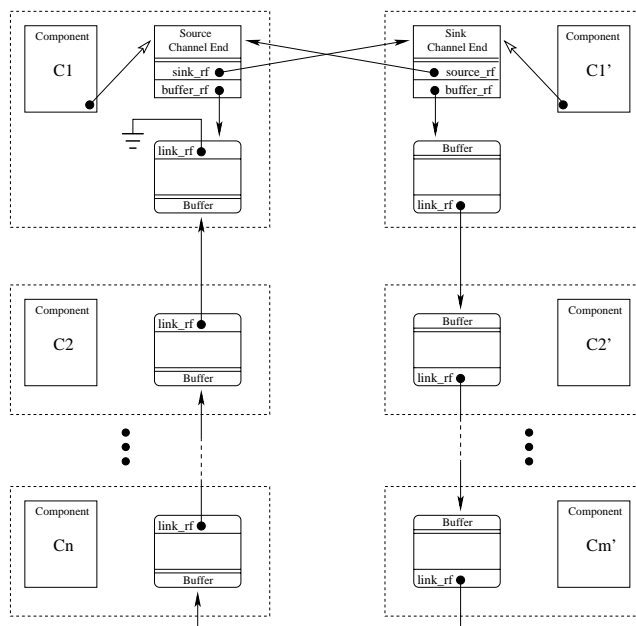 Component
C1
Source
Channel End
sink_rf
buffer_rf
link_rf
Buffer
Sink
Channel End
source_rf
buffer_rf
Component
C1'
Buffer
link_rf
Component
C2
link_rf
Buffer
Buffer
link_rf
Component
C2'
Component
Cn
link_rf
Buffer
Buffer
link_rf
Component
Cm'